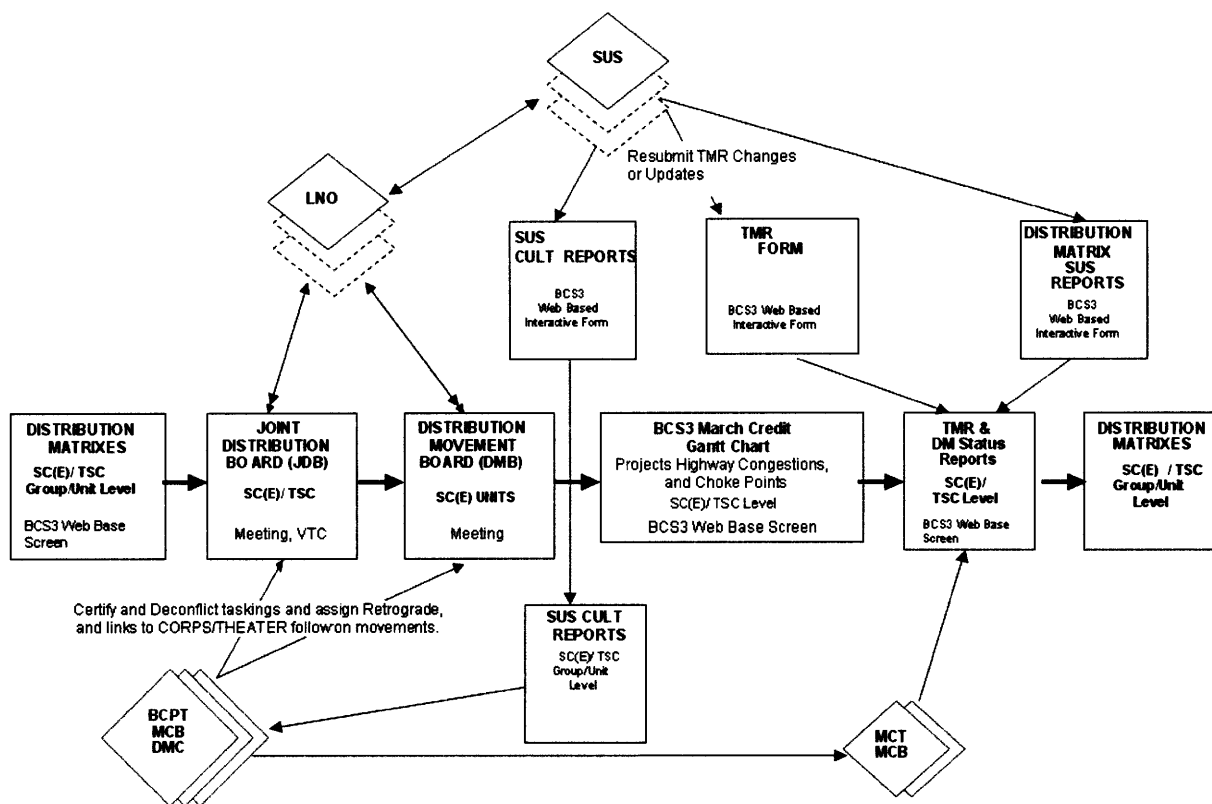 SUS
Resubmit TMR Changes
or Updates
LNO
SUS
CULT REPORTS
BCS3
Web Based
Interactive Form
TMR
FORM
BCS3 Web Based
Interactive Form
DISTRIBUTION
MATRIX
SUS
REPORTS
BCS3
Web Based
Interactive Form
DISTRIBUTION
MATRIXES
SC(E)/ TSC
Group/Unit Level
BCS3 Web Base
Screen
JOINT
DISTRIBUTION
BOARD (JDB)
SC(E)/ TSC
Meeting, VTC
DISTRIBUTION
MOVEMENT
BOARD (DMB)
SC(E) UNITS
Meeting
BCS3 March Credit
Gantt Chart
Projects Highway Congestions,
and Choke Points
SC(E)/ TSC Level
BCS3 Web Base Screen
TMR &
DM Status
Reports
SC(E)/
TSC Level
BCS3 Web Base
Screen
DISTRIBUTION
MATRIXES
SC(E) / TSC
Group/Unit
Level
Certify and Deconflict taskings and assign Retrograde,
and links to CORPS/THEATER follow on movements.
SUS CULT
REPORTS
SC(E)/ TSC
Group/Unit
Level
BCPT
MCB
DMC
MCT
MCB